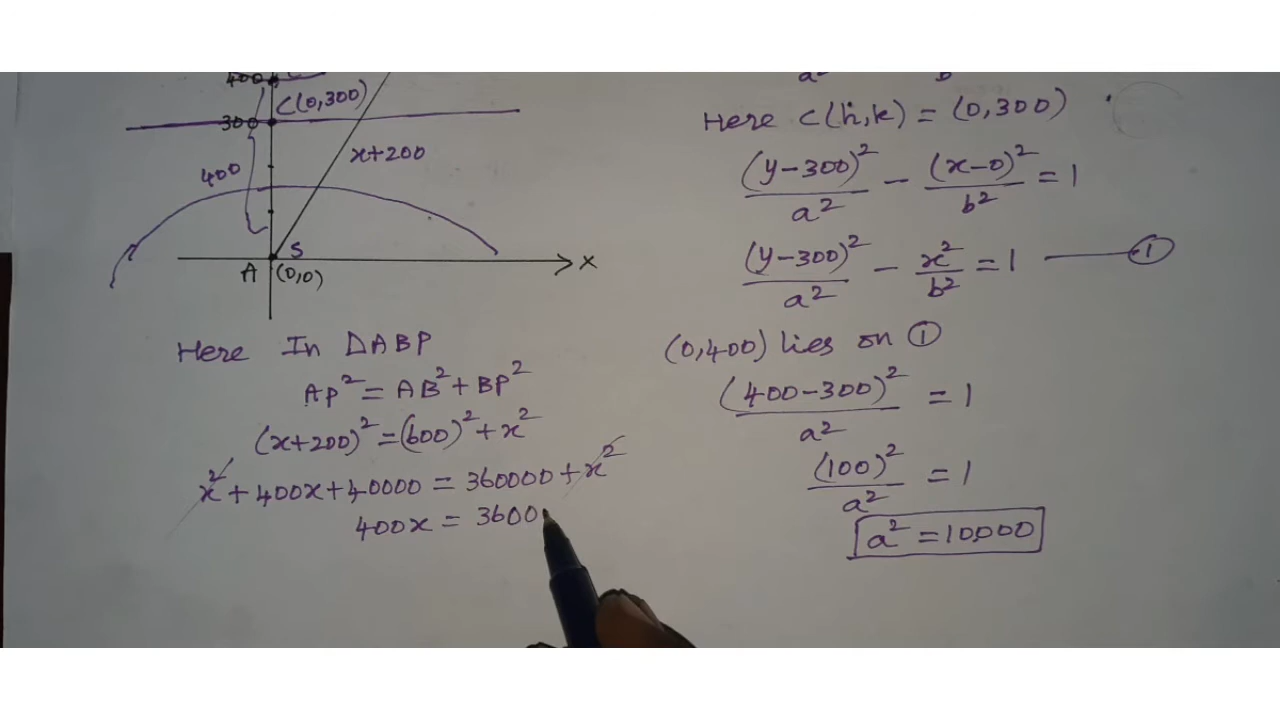 400
C(0,300)
300
x+200
400
S
A (0,0)
x
Here In ΔABP
AP² = AB² + BP²
(x+200)² = (600)² + x²
x² + 400x + 40000 = 360000 + x²
400x = 3600
a² b
Here C(h,k) = (0,300)
(y-300)²/a² - (x-0)²/b² = 1
(y-300)²/a² - x²/b² = 1 —— ①
(0,400) lies on ①
(400-300)²/a² = 1
(100)²/a² = 1
a² = 10000